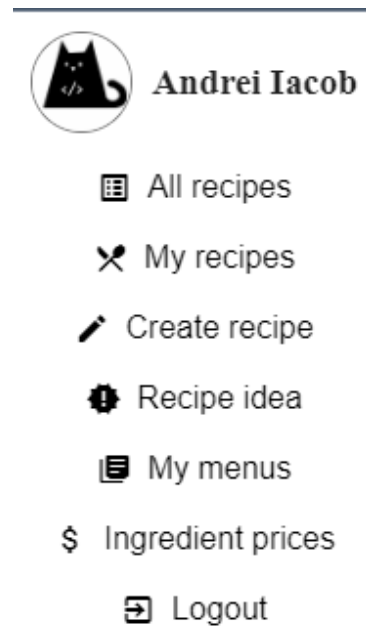 </>
Andrei Iacob
All recipes
My recipes
Create recipe
Recipe idea
My menus
$ Ingredient prices
Logout